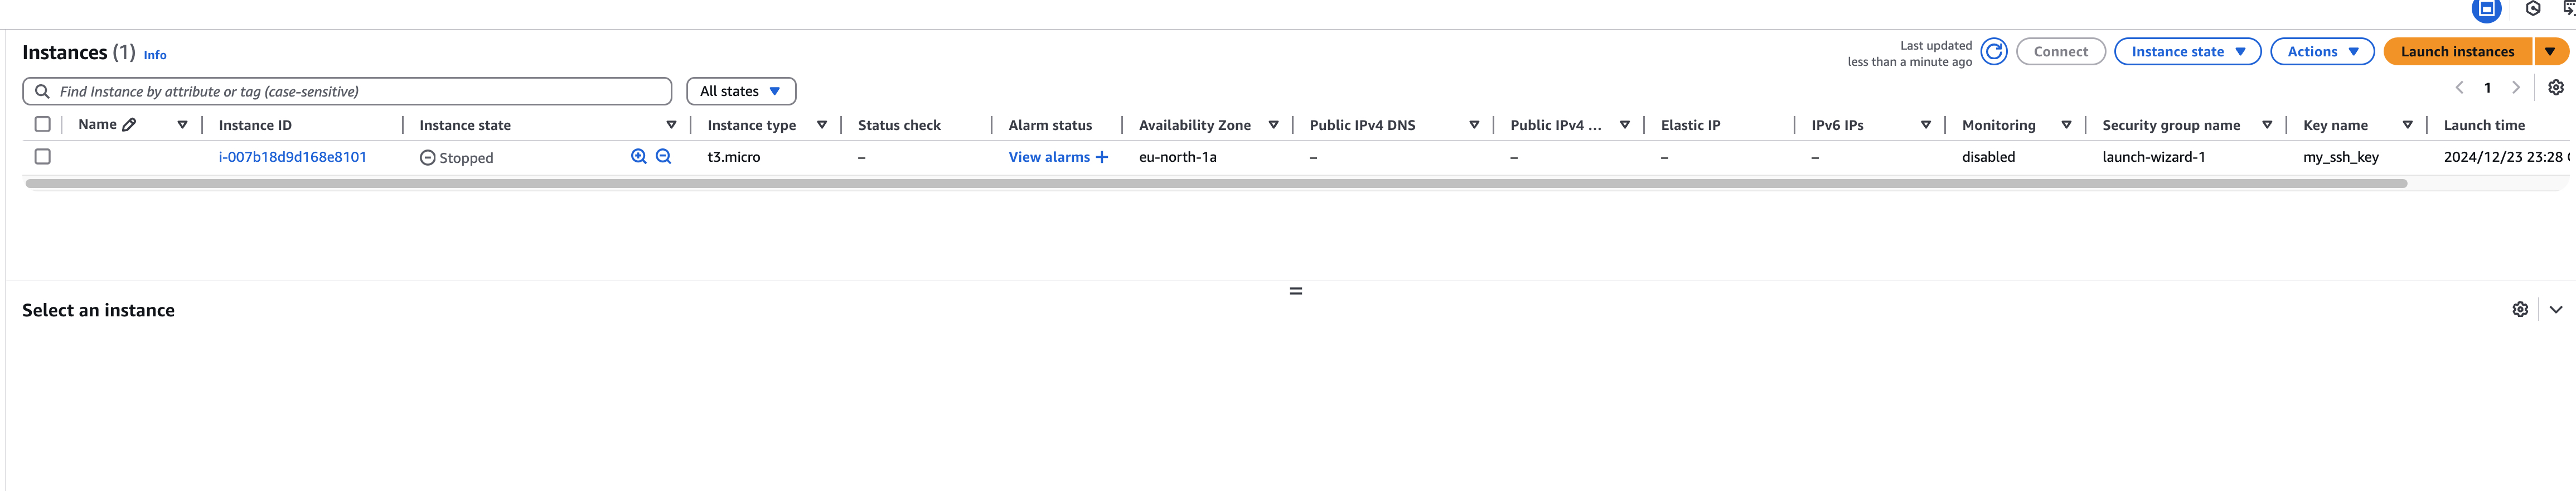 Instances (1) Info
Last updated
less than a minute ago
Connect
Instance state
Actions
Launch instances
Find Instance by attribute or tag (case-sensitive)
All states
1
Name Instance ID Instance state Instance type Status check Alarm status Availability Zone Public IPv4 DNS Public IPv4 ... Elastic IP IPv6 IPs Monitoring Security group name Key name Launch time
i-007b18d9d168e8101 Stopped t3.micro – View alarms + eu-north-1a – – – – disabled launch-wizard-1 my_ssh_key 2024/12/23 23:28
Select an instance